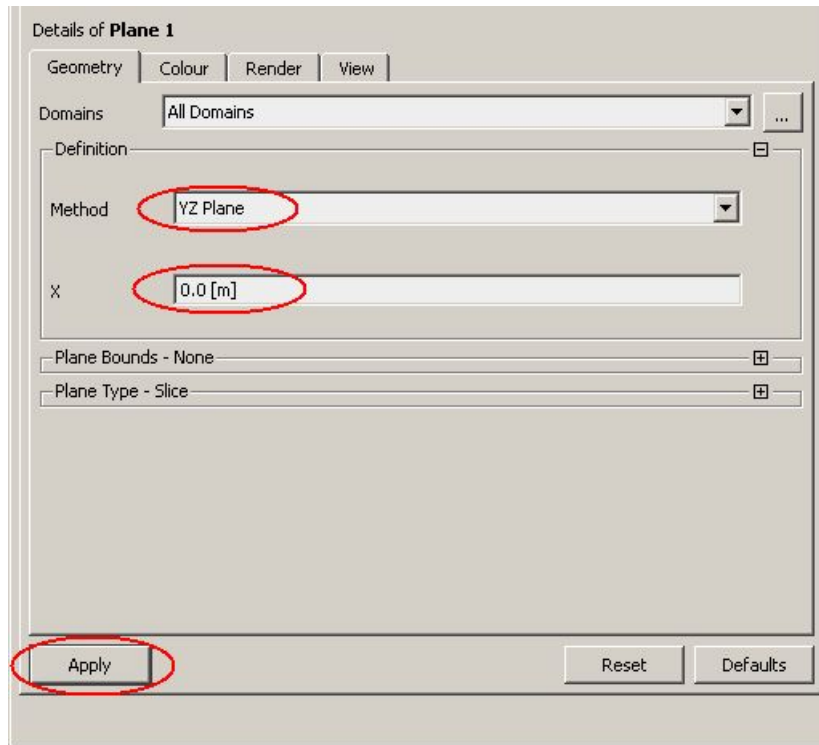 Details of Plane 1
Geometry Colour Render View
Domains All Domains ...
Definition
Method YZ Plane
X 0.0 [m]
Plane Bounds - None
Plane Type - Slice
Apply Reset Defaults